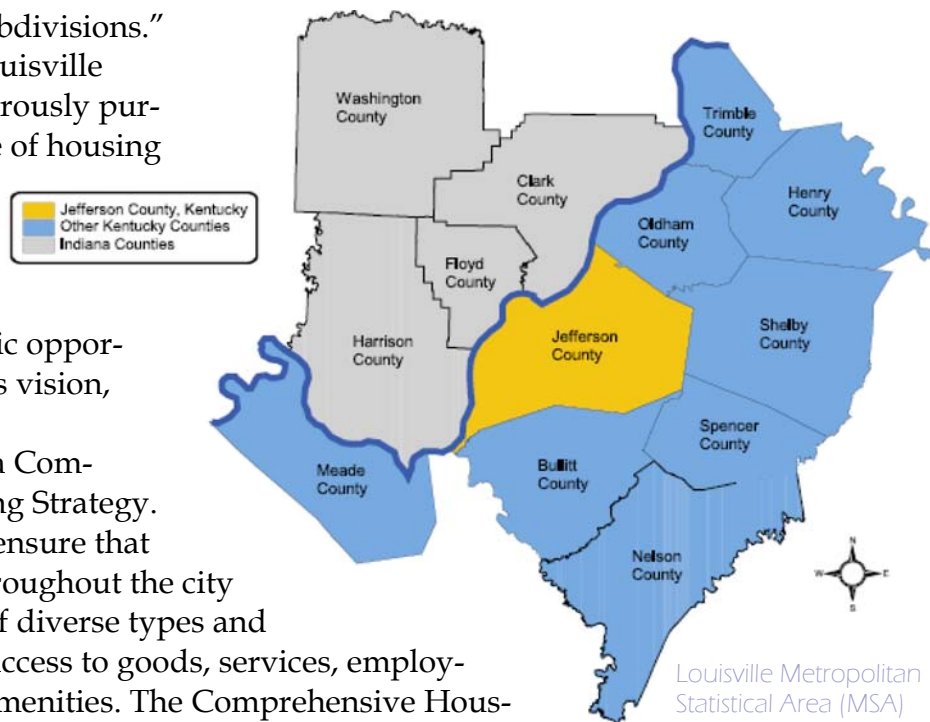 bdivisions.”
uisville
rously pur-
e of housing
Jefferson County, Kentucky
Other Kentucky Counties
Indiana Counties
ic oppor-
s vision,
n Com-
ng Strategy.
ensure that
roughout the city
f diverse types and
ccess to goods, services, employ-
menities. The Comprehensive Hous-
Washington
County
Clark
County
Floyd
County
Harrison
County
Trimble
County
Henry
County
Oldham
County
Jefferson
County
Shelby
County
Spencer
County
Bullitt
County
Meade
County
Nelson
County
N
W
E
S
Louisville Metropolitan
Statistical Area (MSA)